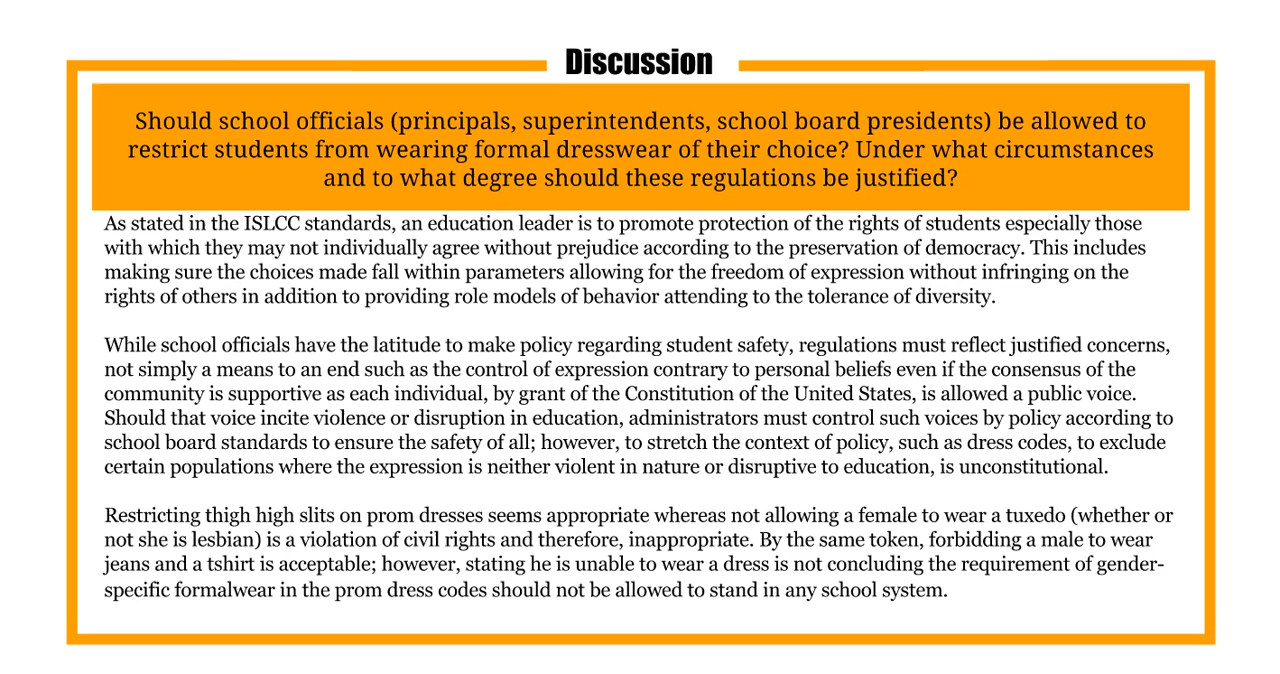 Discussion
Should school officials (principals, superintendents, school board presidents) be allowed to
restrict students from wearing formal dresswear of their choice? Under what circumstances
and to what degree should these regulations be justified?
As stated in the ISLCC standards, an education leader is to promote protection of the rights of students especially those
with which they may not individually agree without prejudice according to the preservation of democracy. This includes
making sure the choices made fall within parameters allowing for the freedom of expression without infringing on the
rights of others in addition to providing role models of behavior attending to the tolerance of diversity.
While school officials have the latitude to make policy regarding student safety, regulations must reflect justified concerns,
not simply a means to an end such as the control of expression contrary to personal beliefs even if the consensus of the
community is supportive as each individual, by grant of the Constitution of the United States, is allowed a public voice.
Should that voice incite violence or disruption in education, administrators must control such voices by policy according to
school board standards to ensure the safety of all; however, to stretch the context of policy, such as dress codes, to exclude
certain populations where the expression is neither violent in nature or disruptive to education, is unconstitutional.
Restricting thigh high slits on prom dresses seems appropriate whereas not allowing a female to wear a tuxedo (whether or
not she is lesbian) is a violation of civil rights and therefore, inappropriate. By the same token, forbidding a male to wear
jeans and a tshirt is acceptable; however, stating he is unable to wear a dress is not concluding the requirement of gender-
specific formalwear in the prom dress codes should not be allowed to stand in any school system.